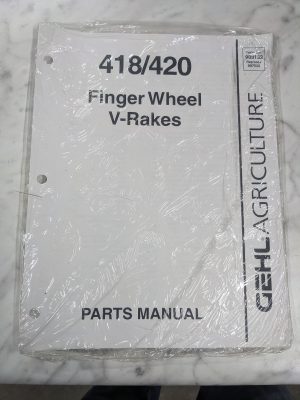 418/420
Finger Wheel
V-Rakes
GEHL AGRICULTURE
PARTS MANUAL